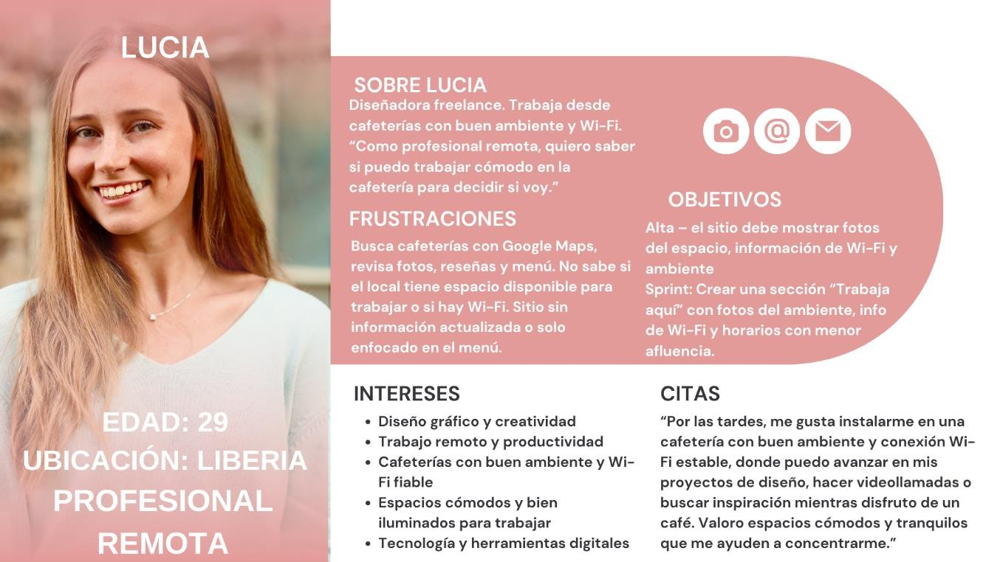 LUCIA
EDAD: 29
UBICACIÓN: LIBERIA
PROFESIONAL
REMOTA
SOBRE LUCIA
Diseñadora freelance. Trabaja desde
cafeterías con buen ambiente y Wi-Fi.
“Como profesional remota, quiero saber
si puedo trabajar cómodo en la
cafetería para decidir si voy.”
FRUSTRACIONES
Busca cafeterías con Google Maps,
revisa fotos, reseñas y menú. No sabe si
el local tiene espacio disponible para
trabajar o si hay Wi-Fi. Sitio sin
información actualizada o solo
enfocado en el menú.
OBJETIVOS
Alta – el sitio debe mostrar fotos
del espacio, información de Wi-Fi y
ambiente
Sprint: Crear una sección “Trabaja
aquí” con fotos del ambiente, info
de Wi-Fi y horarios con menor
afluencia.
INTERESES
• Diseño gráfico y creatividad
• Trabajo remoto y productividad
• Cafeterías con buen ambiente y Wi-
Fi fiable
• Espacios cómodos y bien
iluminados para trabajar
• Tecnología y herramientas digitales
CITAS
“Por las tardes, me gusta instalarme en una
cafetería con buen ambiente y conexión Wi-
Fi estable, donde puedo avanzar en mis
proyectos de diseño, hacer videollamadas o
buscar inspiración mientras disfruto de un
café. Valoro espacios cómodos y tranquilos
que me ayuden a concentrarme.”